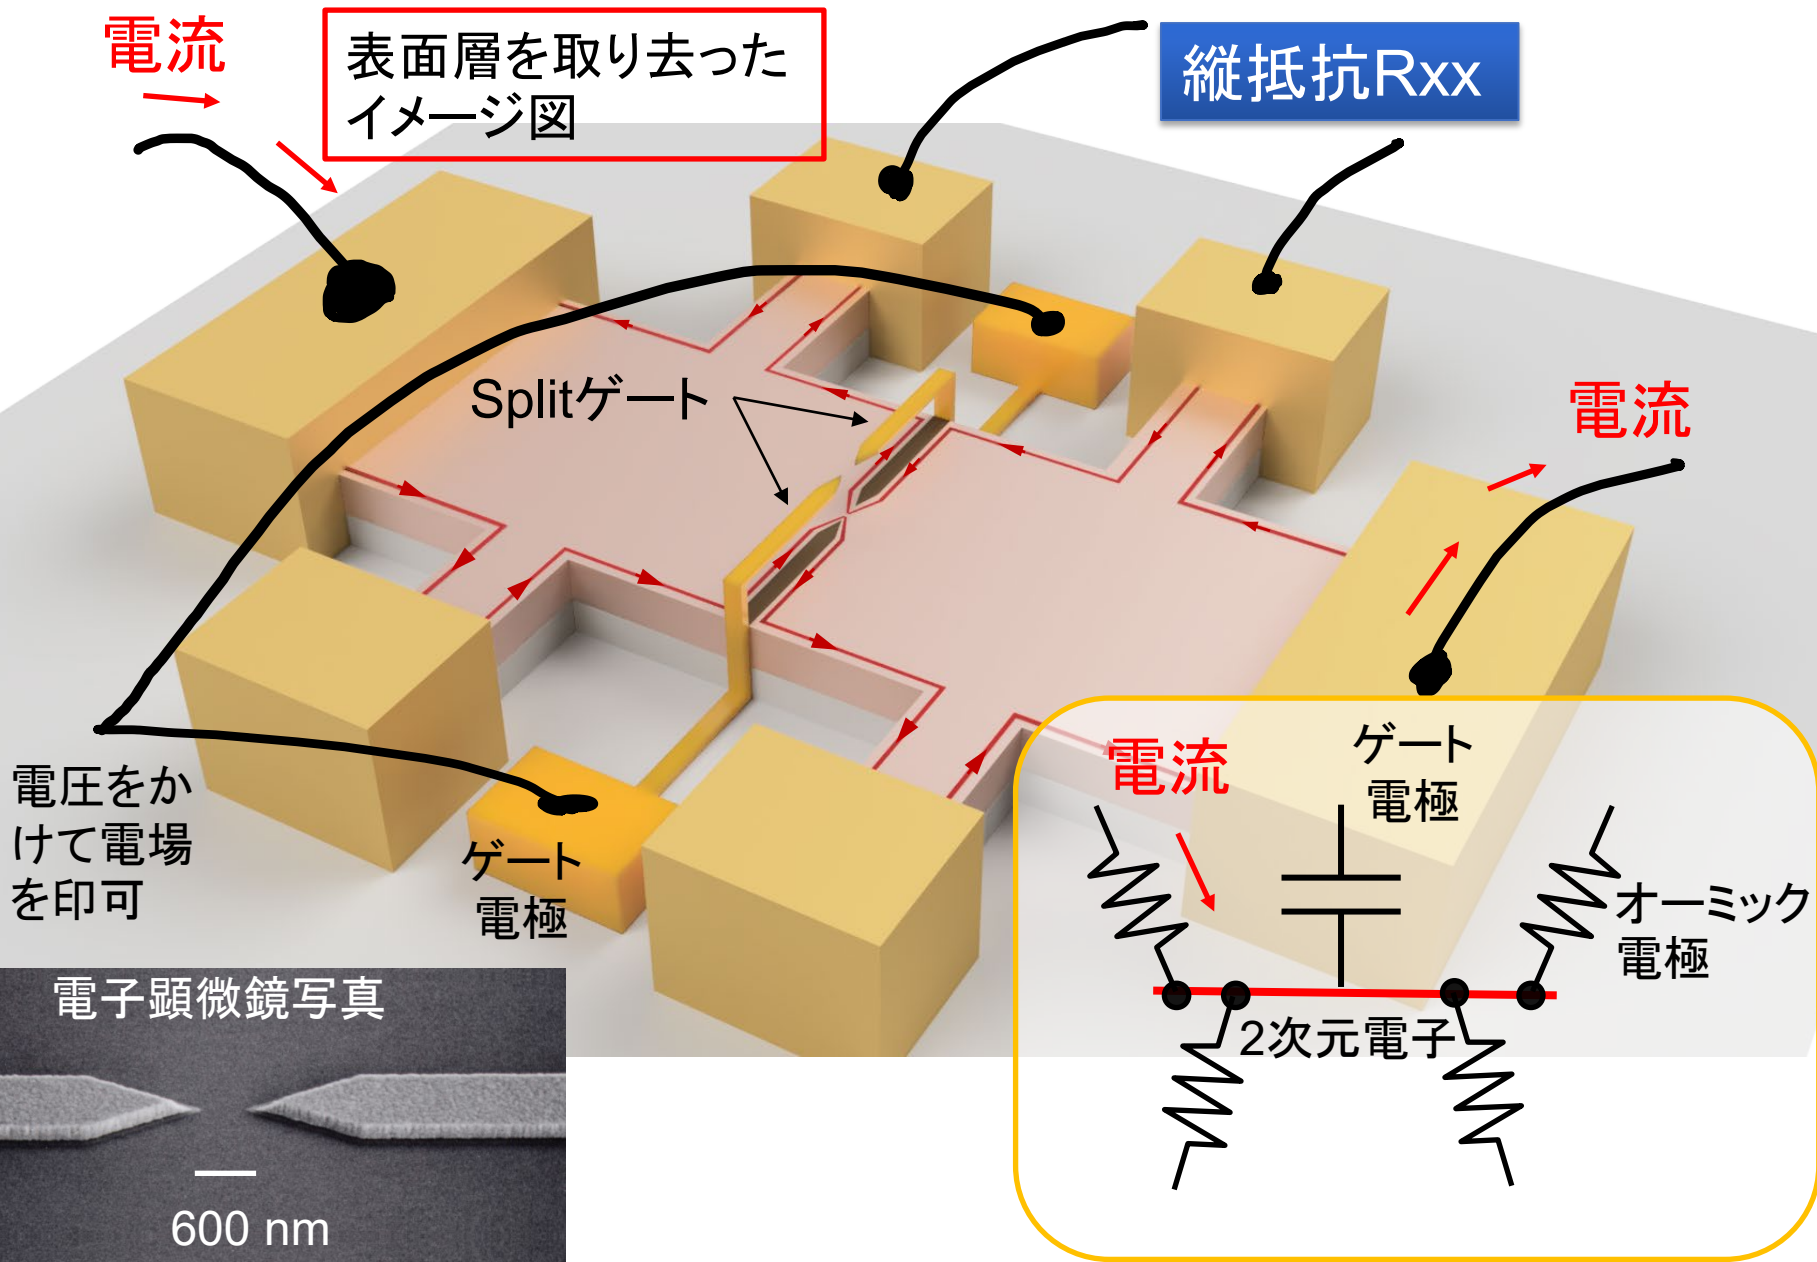 電流
表面層を取り去った
イメージ図
縦抵抗Rxx
Splitゲート
電流
電圧をか
けて電場
を印可
ゲート
電極
電流
ゲート
電極
オーミック
電極
2次元電子
電子顕微鏡写真
600 nm